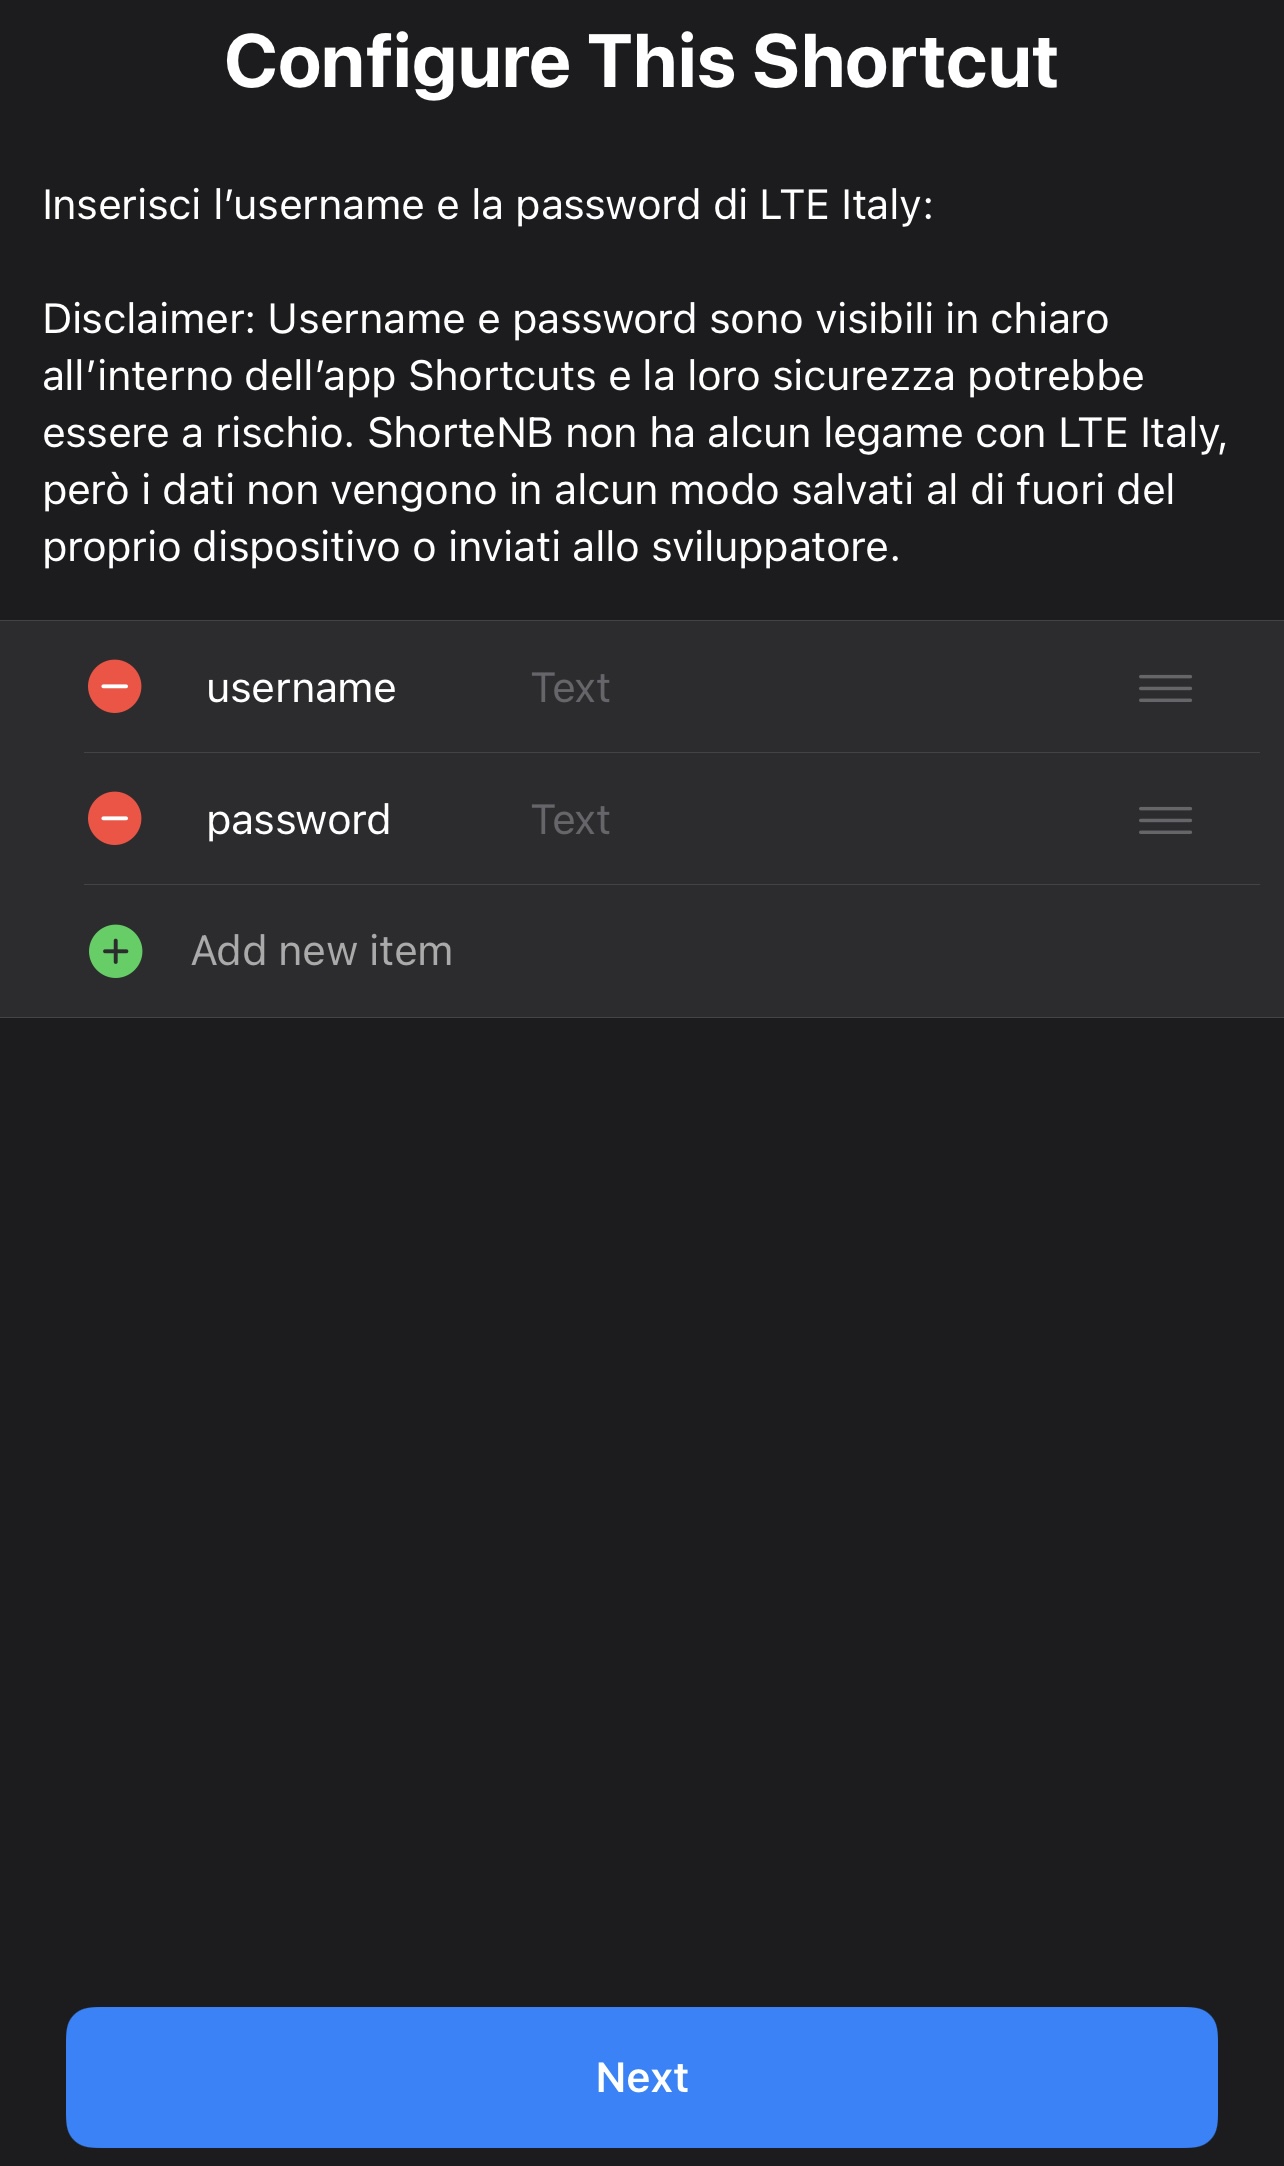 Configure This Shortcut
Inserisci l’username e la password di LTE Italy:
Disclaimer: Username e password sono visibili in chiaro
all’interno dell’app Shortcuts e la loro sicurezza potrebbe
essere a rischio. ShorteNB non ha alcun legame con LTE Italy,
però i dati non vengono in alcun modo salvati al di fuori del
proprio dispositivo o inviati allo sviluppatore.
username Text
password Text
Add new item
Next